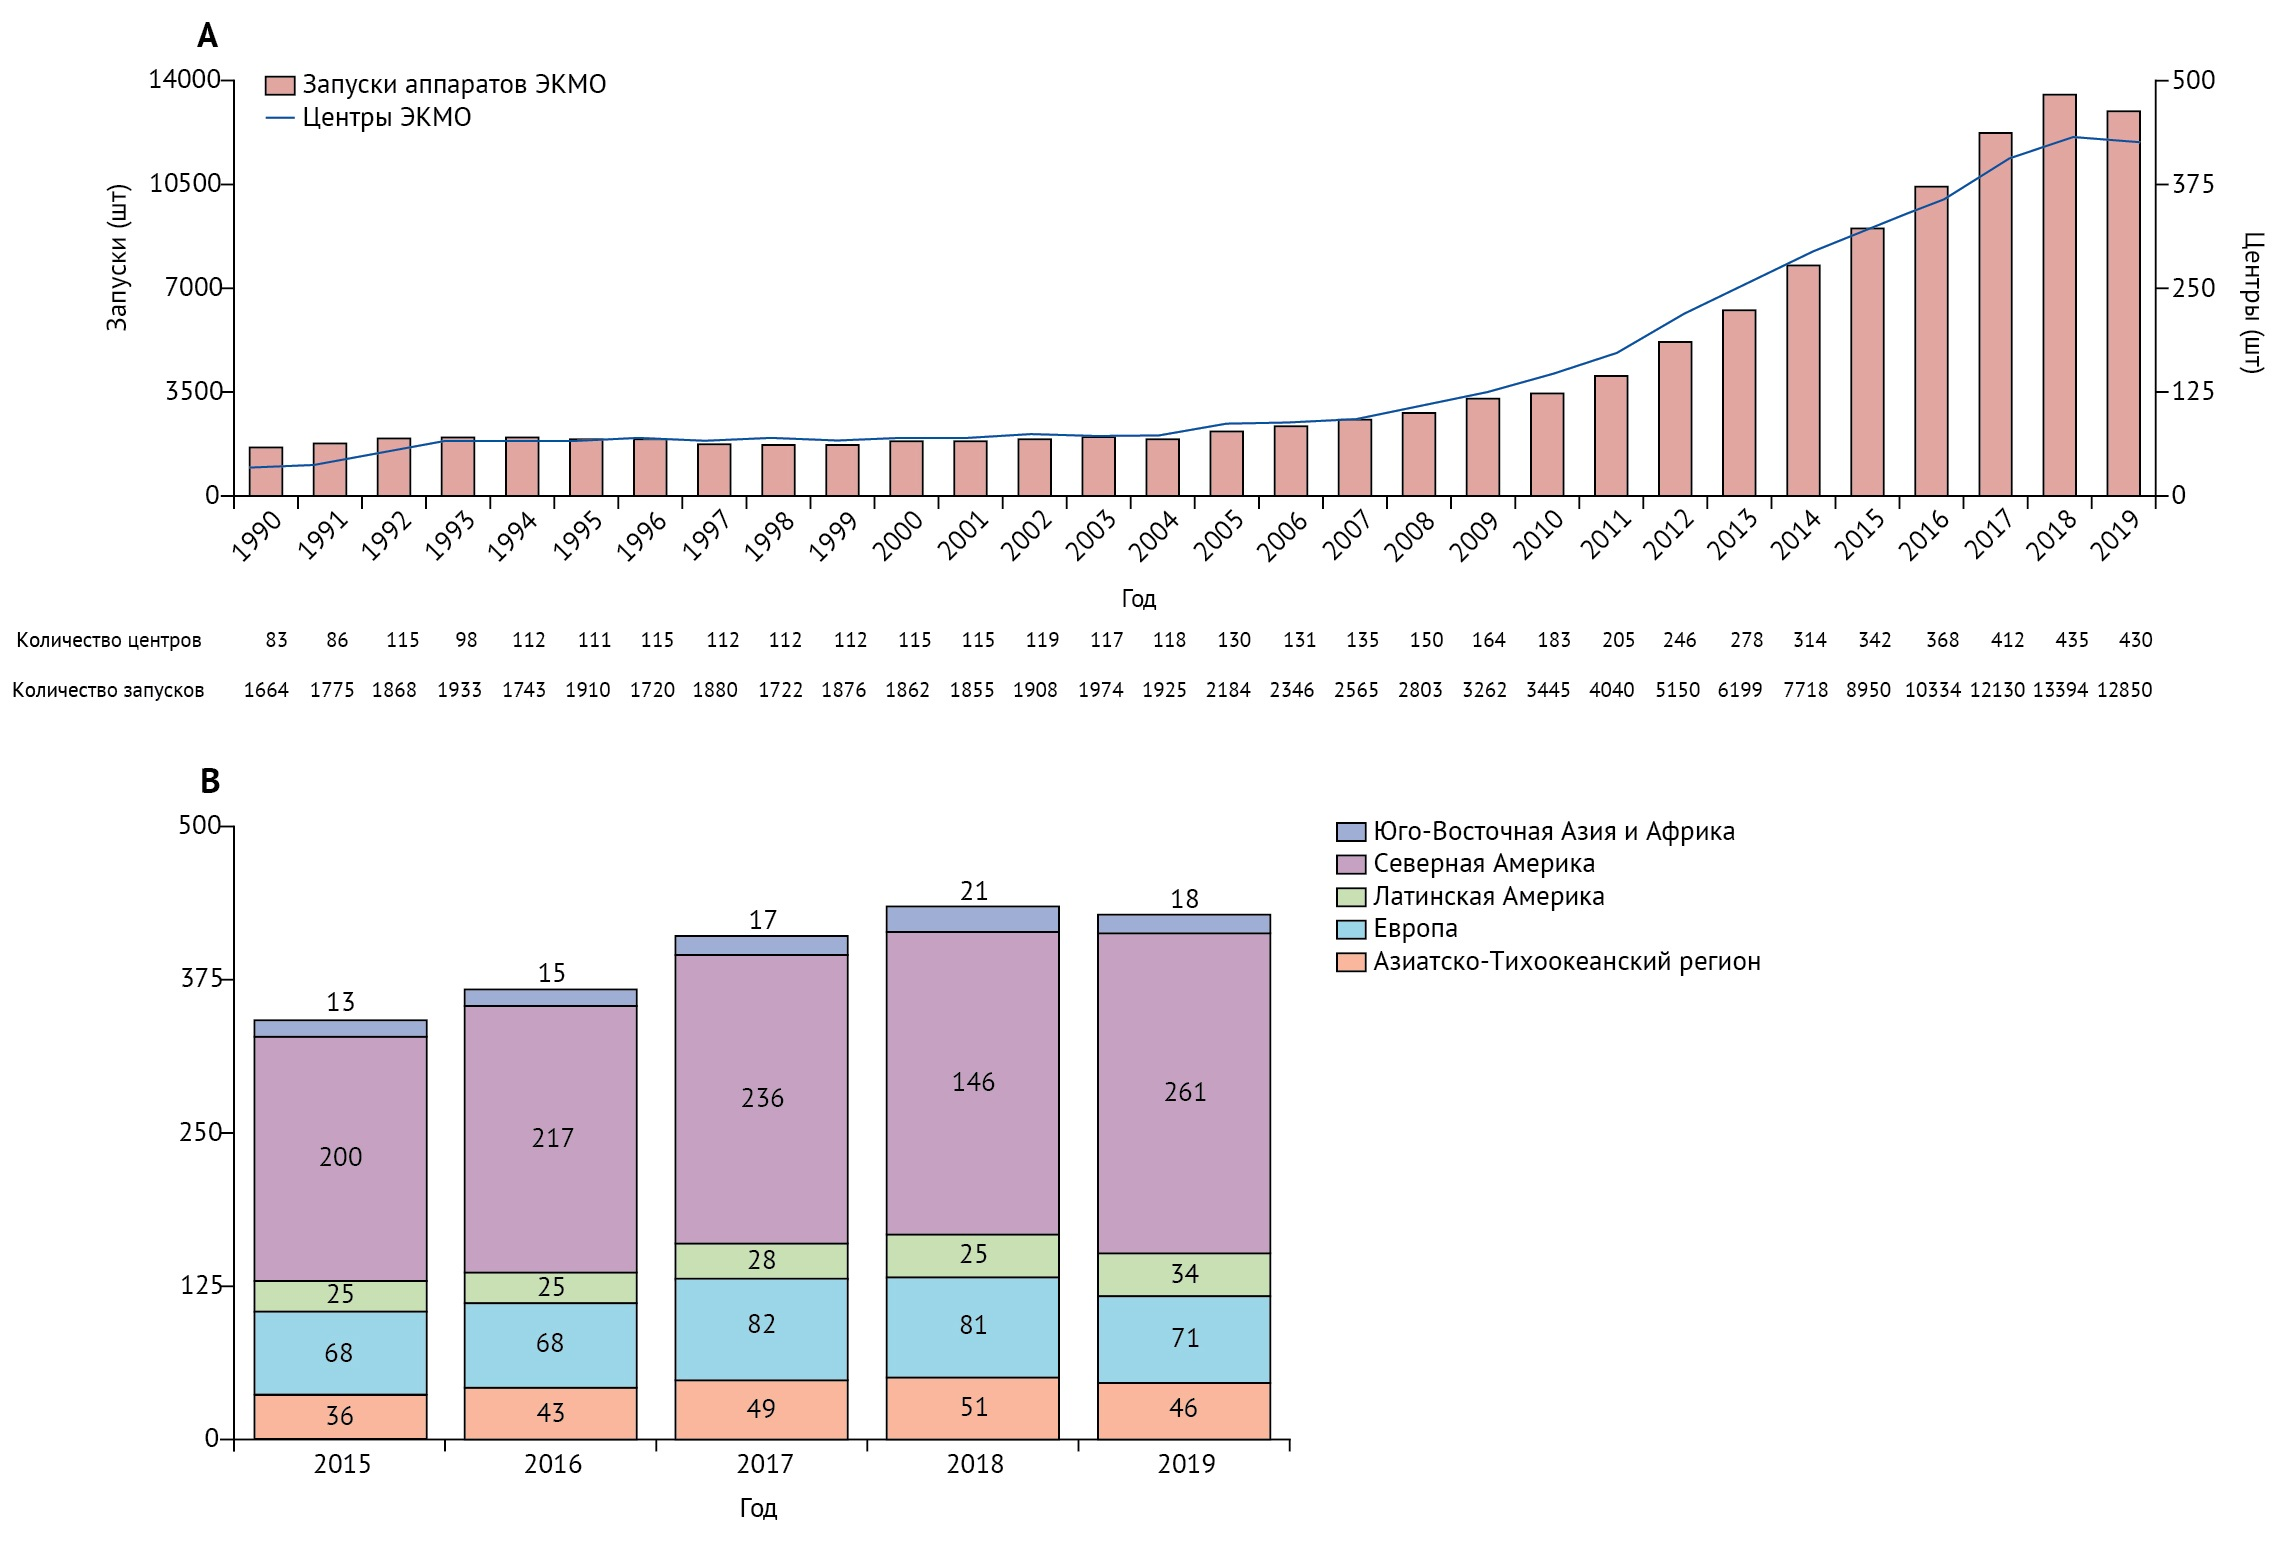 A
Запуски аппаратов ЭКМО
Центры ЭКМО
14000
10500
7000
3500
0
Запуски (шт)
500
375
250
125
0
Центры (шт)
1990 1991 1992 1993 1994 1995 1996 1997 1998 1999 2000 2001 2002 2003 2004 2005 2006 2007 2008 2009 2010 2011 2012 2013 2014 2015 2016 2017 2018 2019
Год
Количество центров 83 86 115 98 112 111 115 112 112 112 115 115 119 117 118 130 131 135 150 164 183 205 246 278 314 342 368 412 435 430
Количество запусков 1664 1775 1868 1933 1743 1910 1720 1880 1722 1876 1862 1855 1908 1974 1925 2184 2346 2565 2803 3262 3445 4040 5150 6199 7718 8950 10334 12130 13394 12850
B
500
375
250
125
0
13
200
25
68
36
15
217
25
68
43
17
236
28
82
49
21
146
25
81
51
18
261
34
71
46
2015 2016 2017 2018 2019
Год
Юго-Восточная Азия и Африка
Северная Америка
Латинская Америка
Европа
Азиатско-Тихоокеанский регион